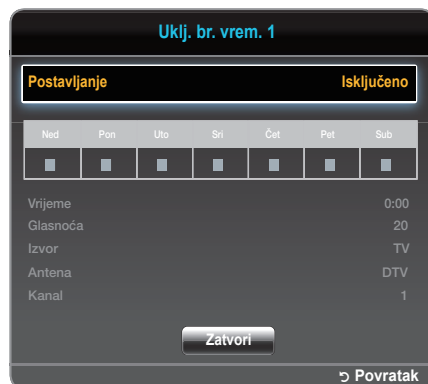 Uklj. br. vrem. 1
Postavljanje Isključeno
Ned Pon Uto Sri Čet Pet Sub
Vrijeme 0:00
Glasnoća 20
Izvor TV
Antena DTV
Kanal 1
Zatvori
Povratak